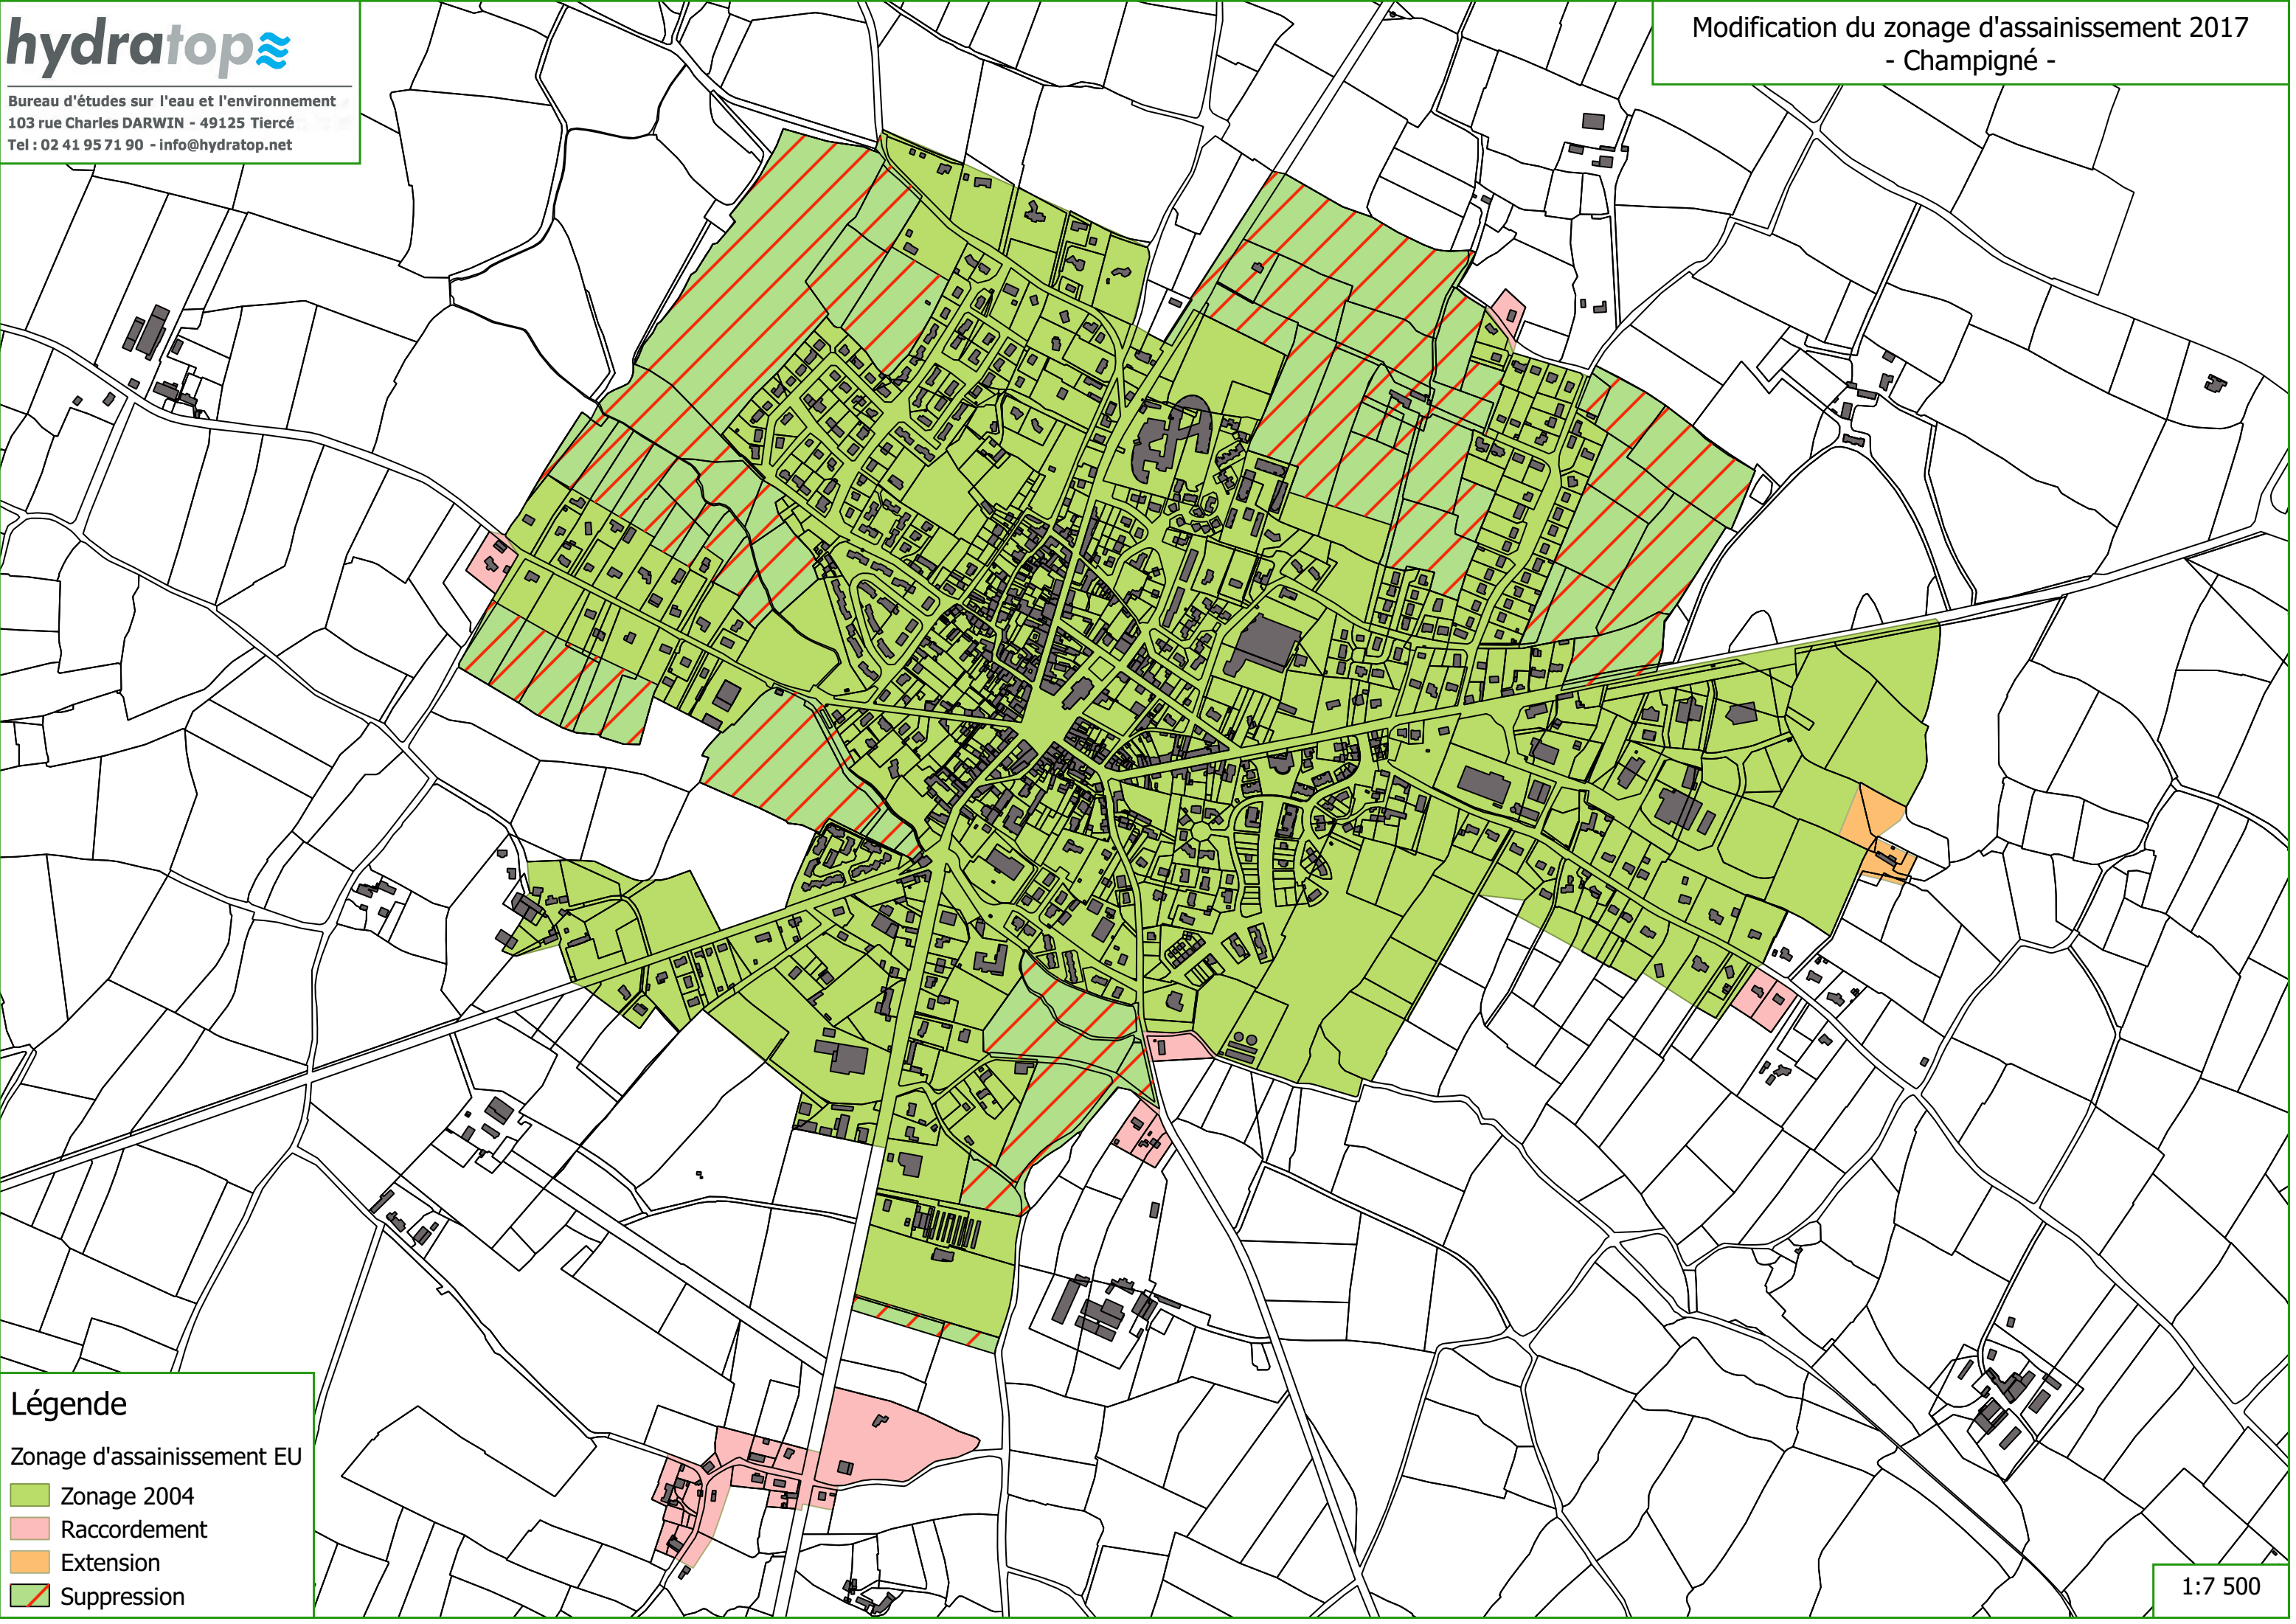 hydratop
Bureau d'études sur l'eau et l'environnement
103 rue Charles DARWIN - 49125 Tiercé
Tel : 02 41 95 71 90 - info@hydratop.net
Modification du zonage d'assainissement 2017
- Champigné -
Légende
Zonage d'assainissement EU
Zonage 2004
Raccordement
Extension
Suppression
1:7 500